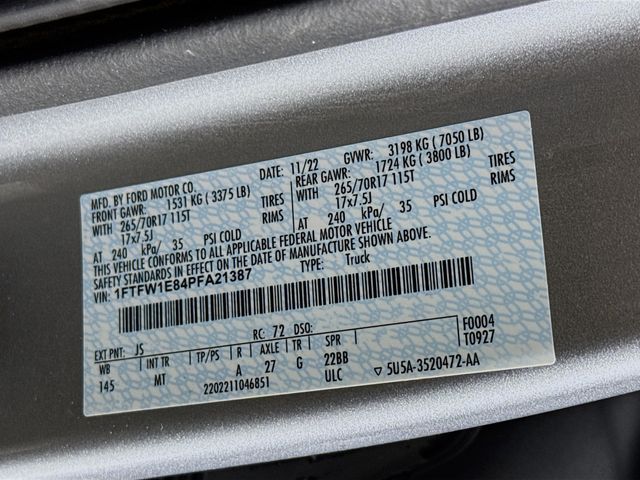 MFD. BY FORD MOTOR CO.
DATE: 11/22 GVWR: 3198 KG ( 7050 LB)
FRONT GAWR: 1531 KG ( 3375 LB)
REAR GAWR: 1724 KG ( 3800 LB)
WITH 265/70R17 115T TIRES
WITH 265/70R17 115T TIRES
17x7.5J RIMS
17x7.5J RIMS
AT 240 kPa/ 35 PSI COLD
AT 240 kPa/ 35 PSI COLD
THIS VEHICLE CONFORMS TO ALL APPLICABLE FEDERAL MOTOR VEHICLE
SAFETY STANDARDS IN EFFECT ON THE DATE OF MANUFACTURE SHOWN ABOVE.
VIN: 1FTFW1E84PFA21387 TYPE: Truck
EXT PNT: JS RC: 72 DSO: F0004
WB INT TR TP/PS R AXLE TR SPR T0927
145 MT A 27 G 22BB
2202211046851 ULC ▽ 5U5A-3520472-AA